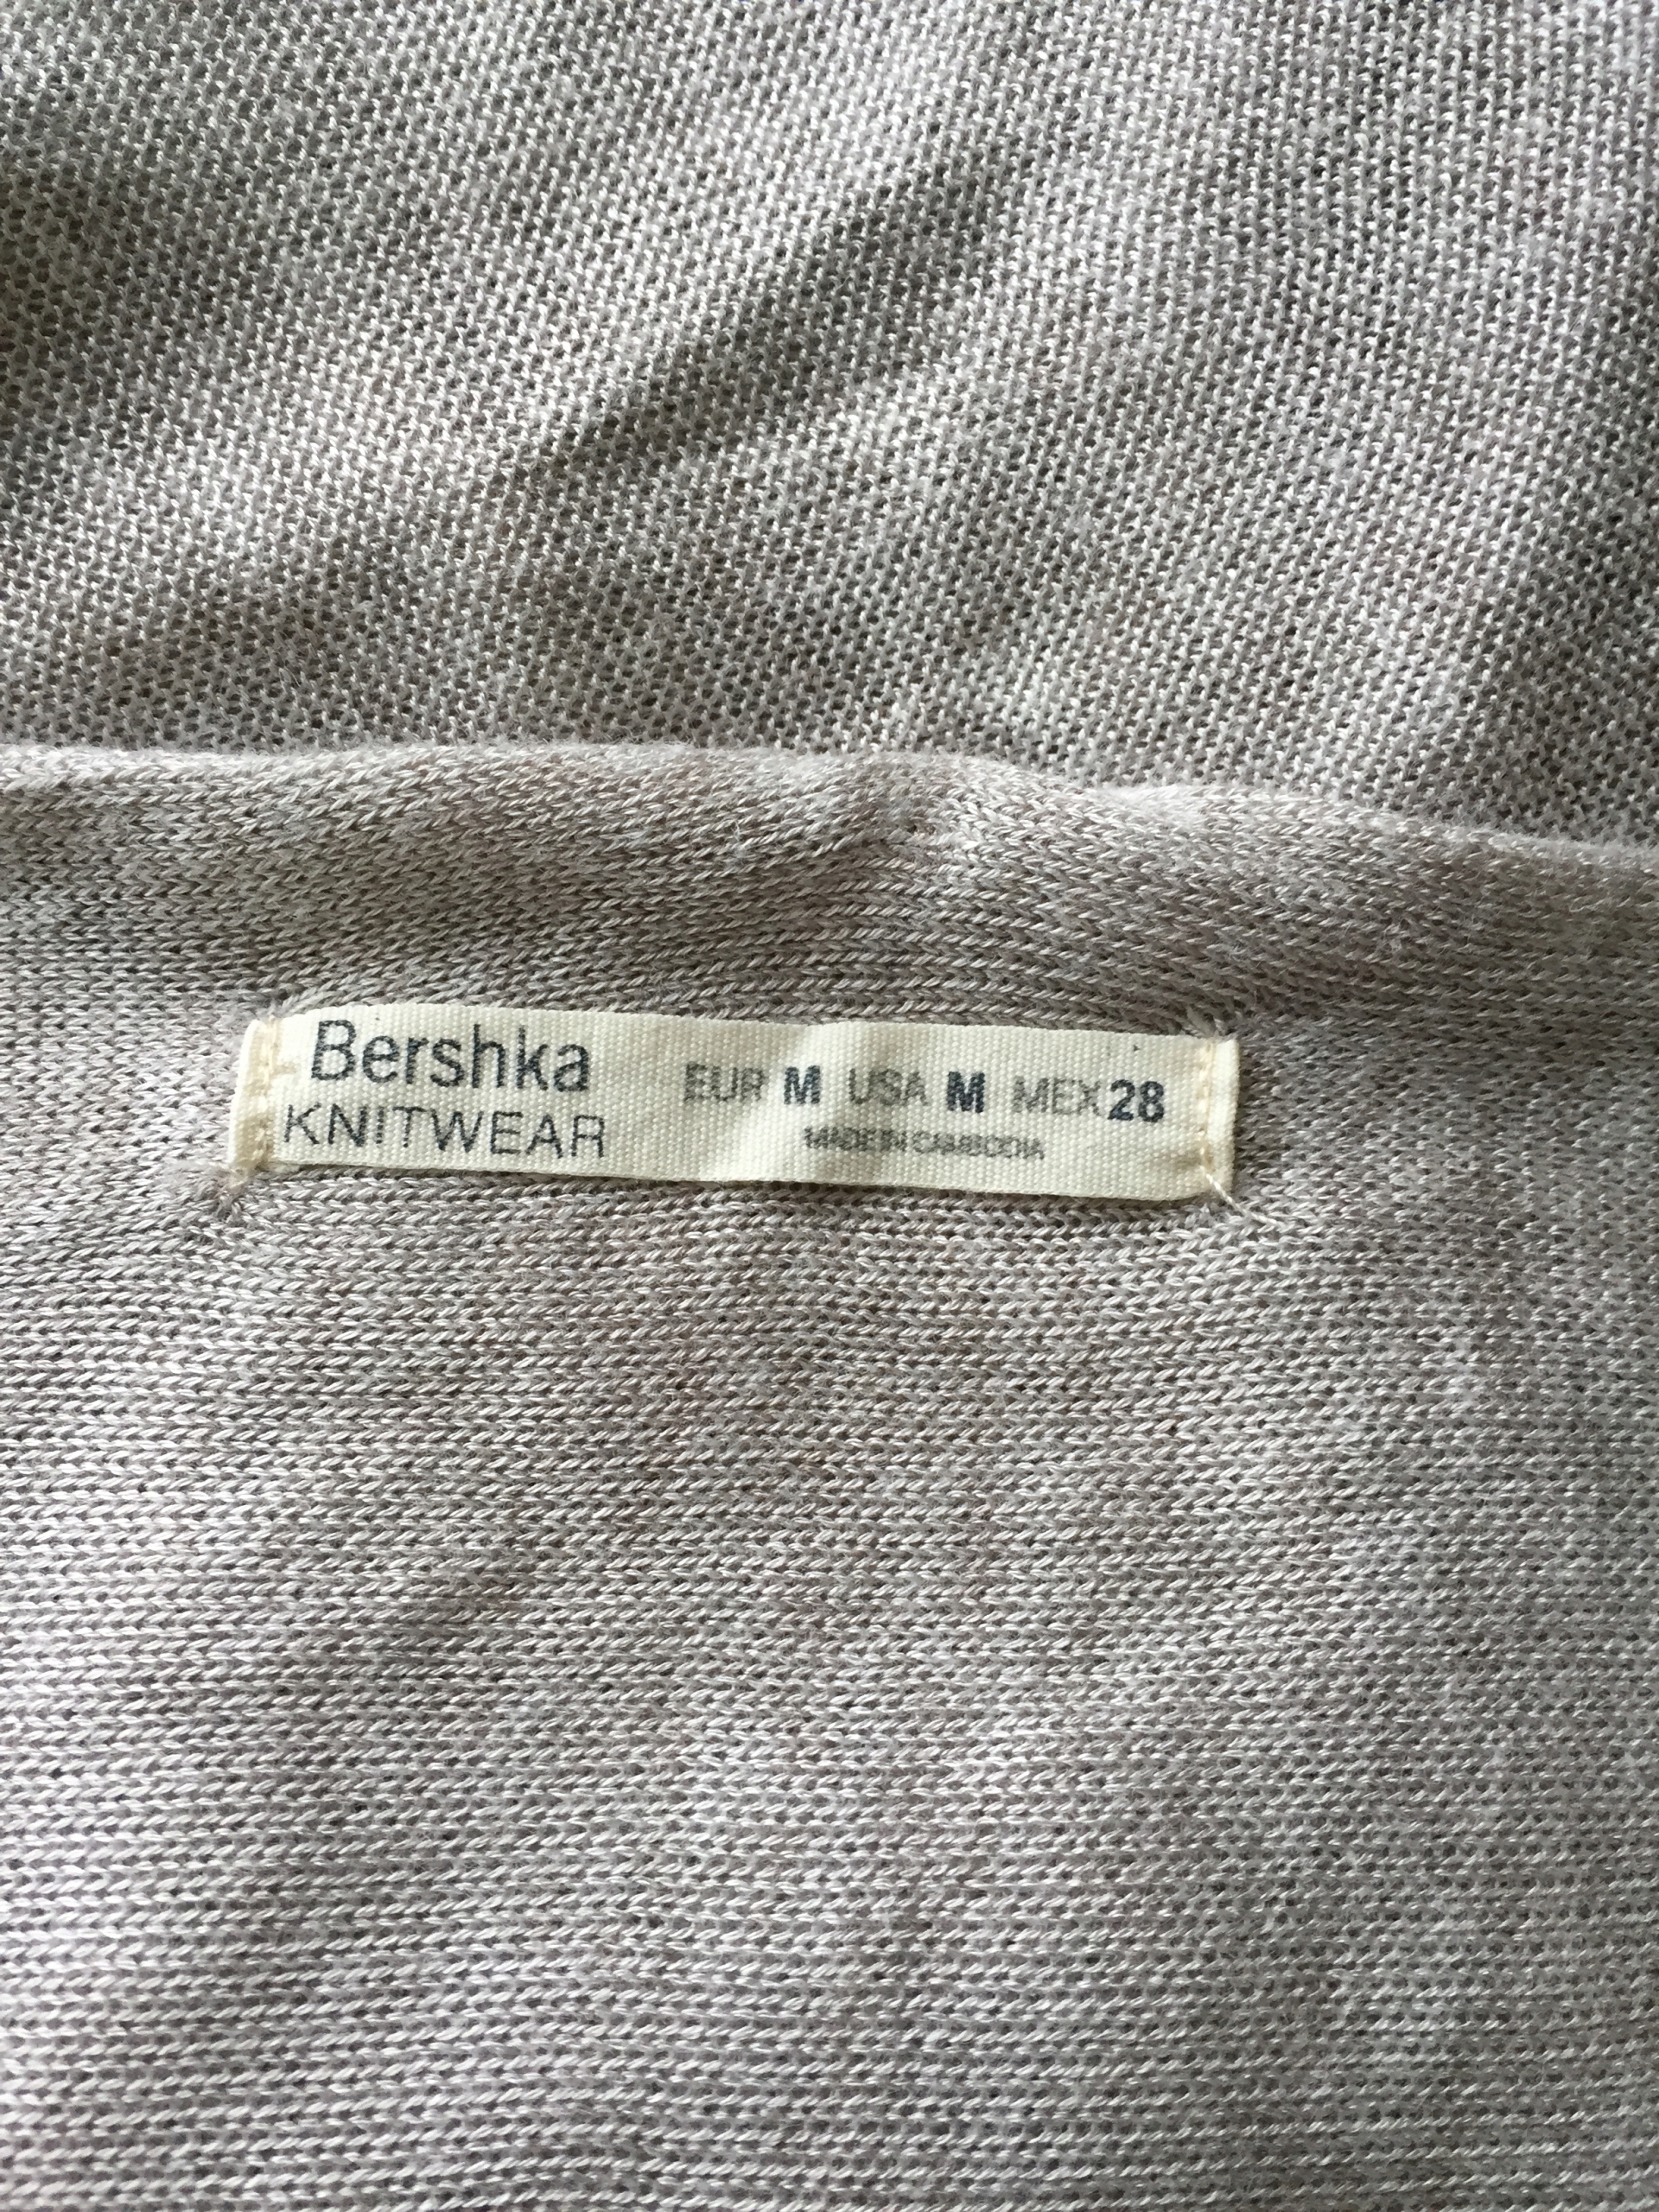 Bershka
KNITWEAR
EUR M USA M MEX 28
MADE IN CAMBODIA